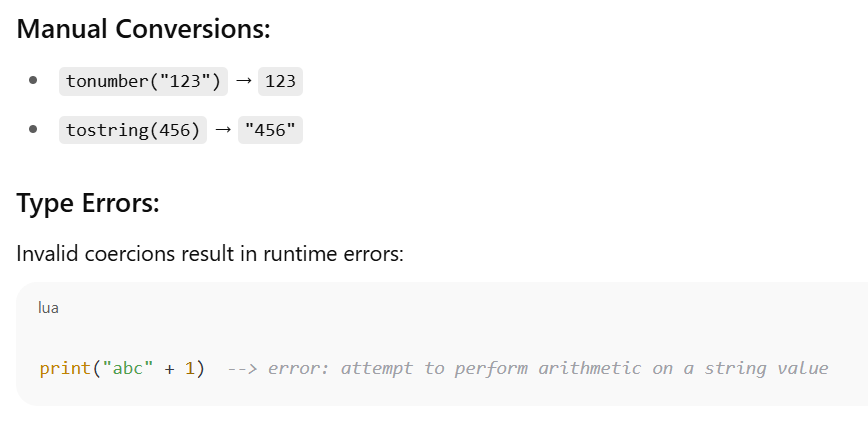 Manual Conversions:
• tonumber("123") → 123
• tostring(456) → "456"
Type Errors:
Invalid coercions result in runtime errors:
lua
print("abc" + 1)  --> error: attempt to perform arithmetic on a string value